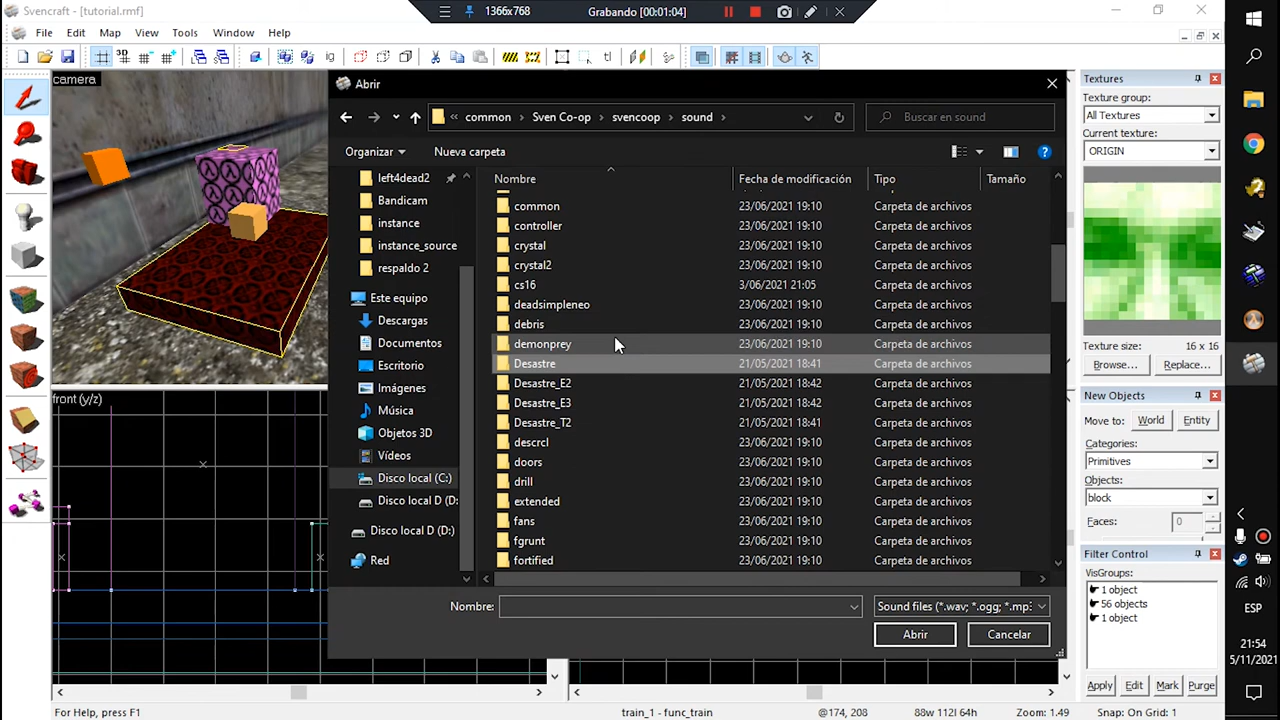 1366x768
Grabando [00:01:04]
Svencraft - [tutorial.rmf]
File Edit Map View Tools Window Help
3D
ig
tl
camera
front (y/z)
Abrir
« common › Sven Co-op › svencoop › sound ›
Buscar en sound
Organizar
Nueva carpeta
left4dead2
Bandicam
instance
instance_source
respaldo 2
Este equipo
Descargas
Documentos
Escritorio
Imágenes
Música
Objetos 3D
Vídeos
Disco local (C:)
Disco local D (D:
Disco local D (D:)
Red
Nombre Fecha de modificación Tipo Tamaño
common 23/06/2021 19:10 Carpeta de archivos
controller 23/06/2021 19:10 Carpeta de archivos
crystal 23/06/2021 19:10 Carpeta de archivos
crystal2 23/06/2021 19:10 Carpeta de archivos
cs16 3/06/2021 21:05 Carpeta de archivos
deadsimpleneo 23/06/2021 19:10 Carpeta de archivos
debris 23/06/2021 19:10 Carpeta de archivos
demonprey 23/06/2021 19:10 Carpeta de archivos
Desastre 21/05/2021 18:41 Carpeta de archivos
Desastre_E2 21/05/2021 18:42 Carpeta de archivos
Desastre_E3 21/05/2021 18:42 Carpeta de archivos
Desastre_T2 21/05/2021 18:41 Carpeta de archivos
descrcl 23/06/2021 19:10 Carpeta de archivos
doors 23/06/2021 19:10 Carpeta de archivos
drill 23/06/2021 19:10 Carpeta de archivos
extended 23/06/2021 19:10 Carpeta de archivos
fans 23/06/2021 19:10 Carpeta de archivos
fgrunt 23/06/2021 19:10 Carpeta de archivos
fortified 23/06/2021 19:10 Carpeta de archivos
Nombre:
Sound files (*.wav; *.ogg; *.mp3
Abrir
Cancelar
Textures
Texture group:
All Textures
Current texture:
ORIGIN
Texture size: 16 x 16
Browse... Replace...
New Objects
Move to: World Entity
Categories:
Primitives
Objects:
block
Faces: 0
Filter Control
VisGroups:
1 object
56 objects
1 object
Apply Edit Mark Purge
For Help, press F1
train_1 - func_train
@174, 208
88w 112l 64h
Zoom: 1.49
Snap: On Grid: 1
ESP
21:54
5/11/2021